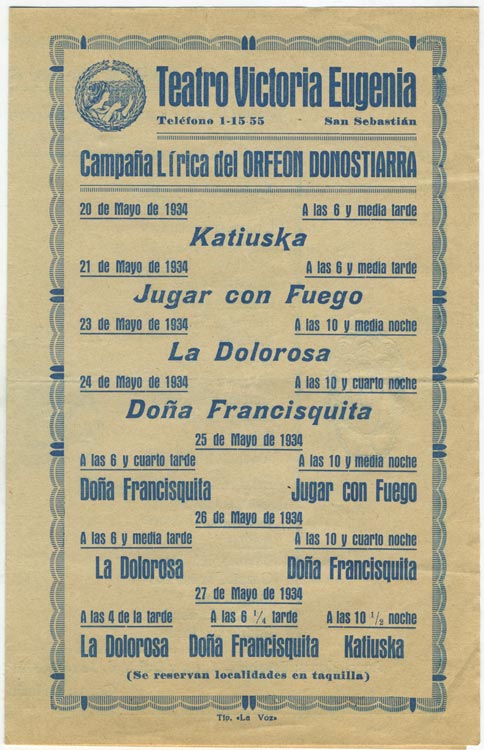 Teatro Victoria Eugenia
Teléfono 1-15-55 San Sebastián
Campaña Lírica del ORFEON DONOSTIARRA
20 de Mayo de 1934 A las 6 y media tarde
Katiuska
21 de Mayo de 1934 A las 6 y media tarde
Jugar con Fuego
23 de Mayo de 1934 A las 10 y media noche
La Dolorosa
24 de Mayo de 1934 A las 10 y cuarto noche
Doña Francisquita
25 de Mayo de 1934
A las 6 y cuarto tarde A las 10 y media noche
Doña Francisquita Jugar con Fuego
26 de Mayo de 1934
A las 6 y media tarde A las 10 y cuarto noche
La Dolorosa Doña Francisquita
27 de Mayo de 1934
A las 4 de la tarde A las 6 1/4 tarde A las 10 1/2 noche
La Dolorosa Doña Francisquita Katiuska
(Se reservan localidades en taquilla)
Tip. «La Voz»